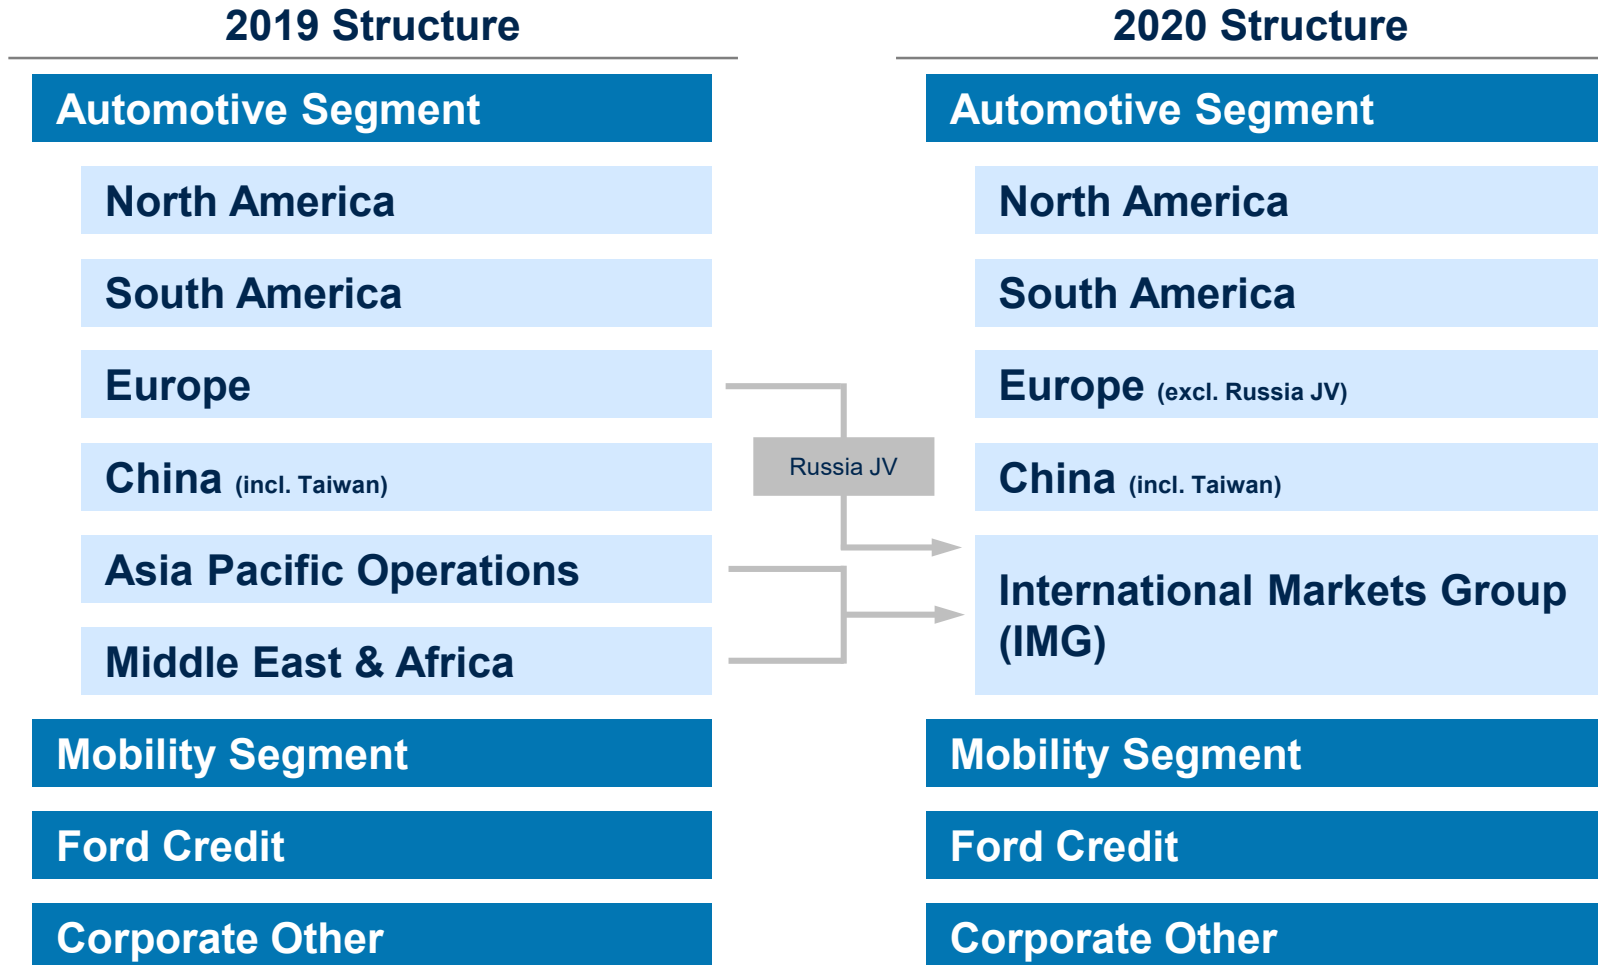 2019 Structure
2020 Structure
Automotive Segment
Automotive Segment
North America
North America
South America
South America
Europe
Europe (excl. Russia JV)
China (incl. Taiwan)
Russia JV
China (incl. Taiwan)
Asia Pacific Operations
International Markets Group
(IMG)
Middle East & Africa
Mobility Segment
Mobility Segment
Ford Credit
Ford Credit
Corporate Other
Corporate Other